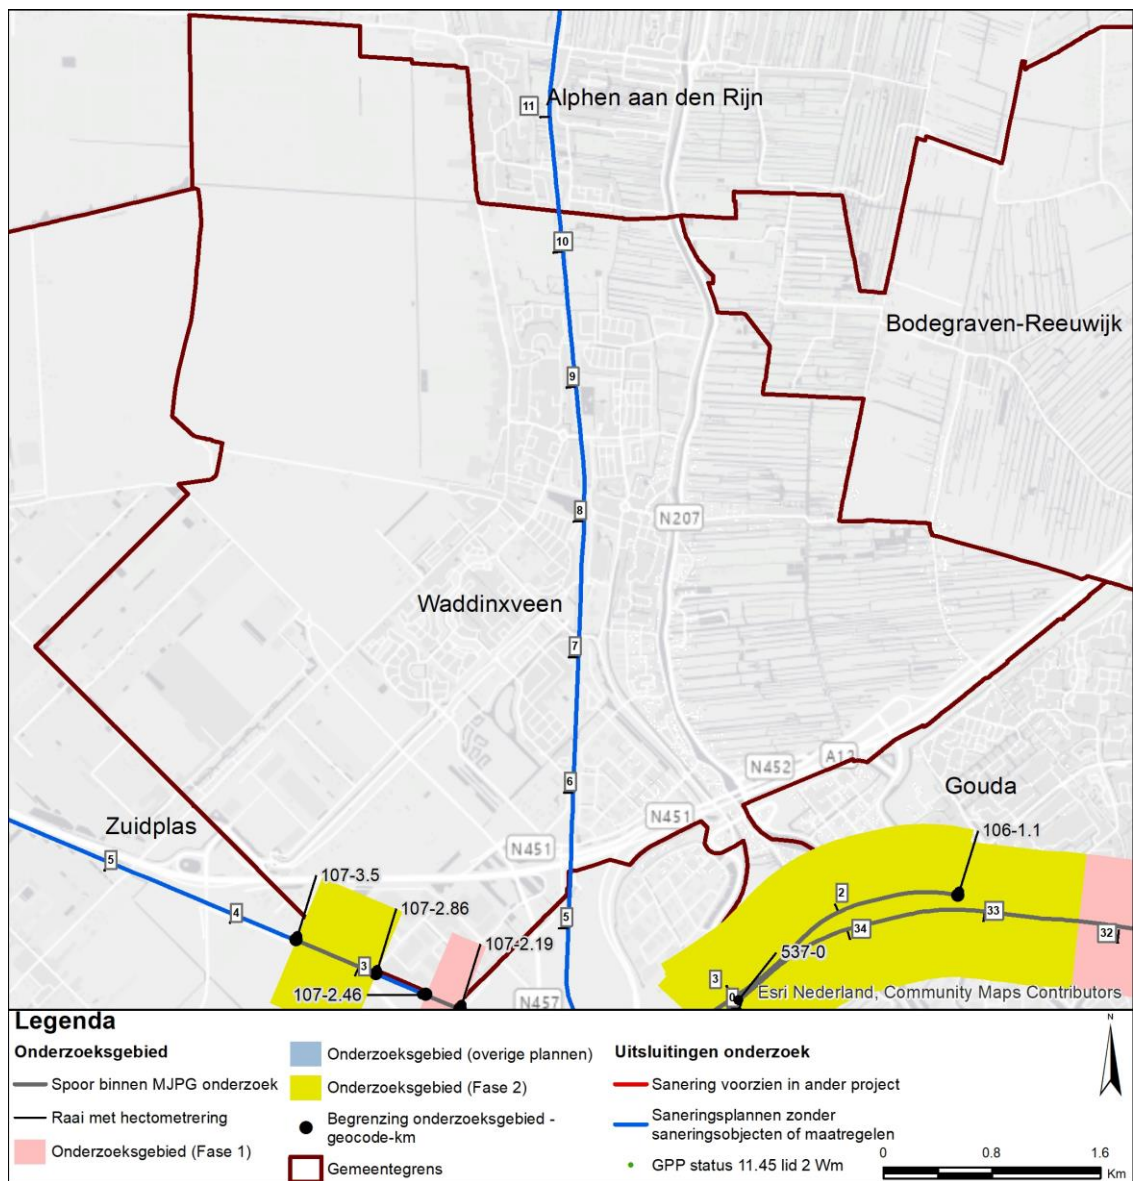 11
Alphen aan den Rijn
10
Bodegraven-Reeuwijk
9
8
N207
Waddinxveen
7
N452
A12
6
Gouda
N451
Zuidplas
106-1.1
5
N451
107-3.5
2
4
107-2.86
5
33
34
32
107-2.19
537-0
3
3
107-2.46
0
N457
Esri Nederland, Community Maps Contributors
Legenda
Onderzoeksgebied
Spoor binnen MJPG onderzoek
Raai met hectometrering
Onderzoeksgebied (Fase 1)
Onderzoeksgebied (overige plannen)
Onderzoeksgebied (Fase 2)
Begrenzing onderzoeksgebied -
geocode-km
Gemeentegrens
Uitsluitingen onderzoek
Sanering voorzien in ander project
Saneringsplannen zonder
saneringsobjecten of maatregelen
GPP status 11.45 lid 2 Wm
N
0
0.8
1.6
Km